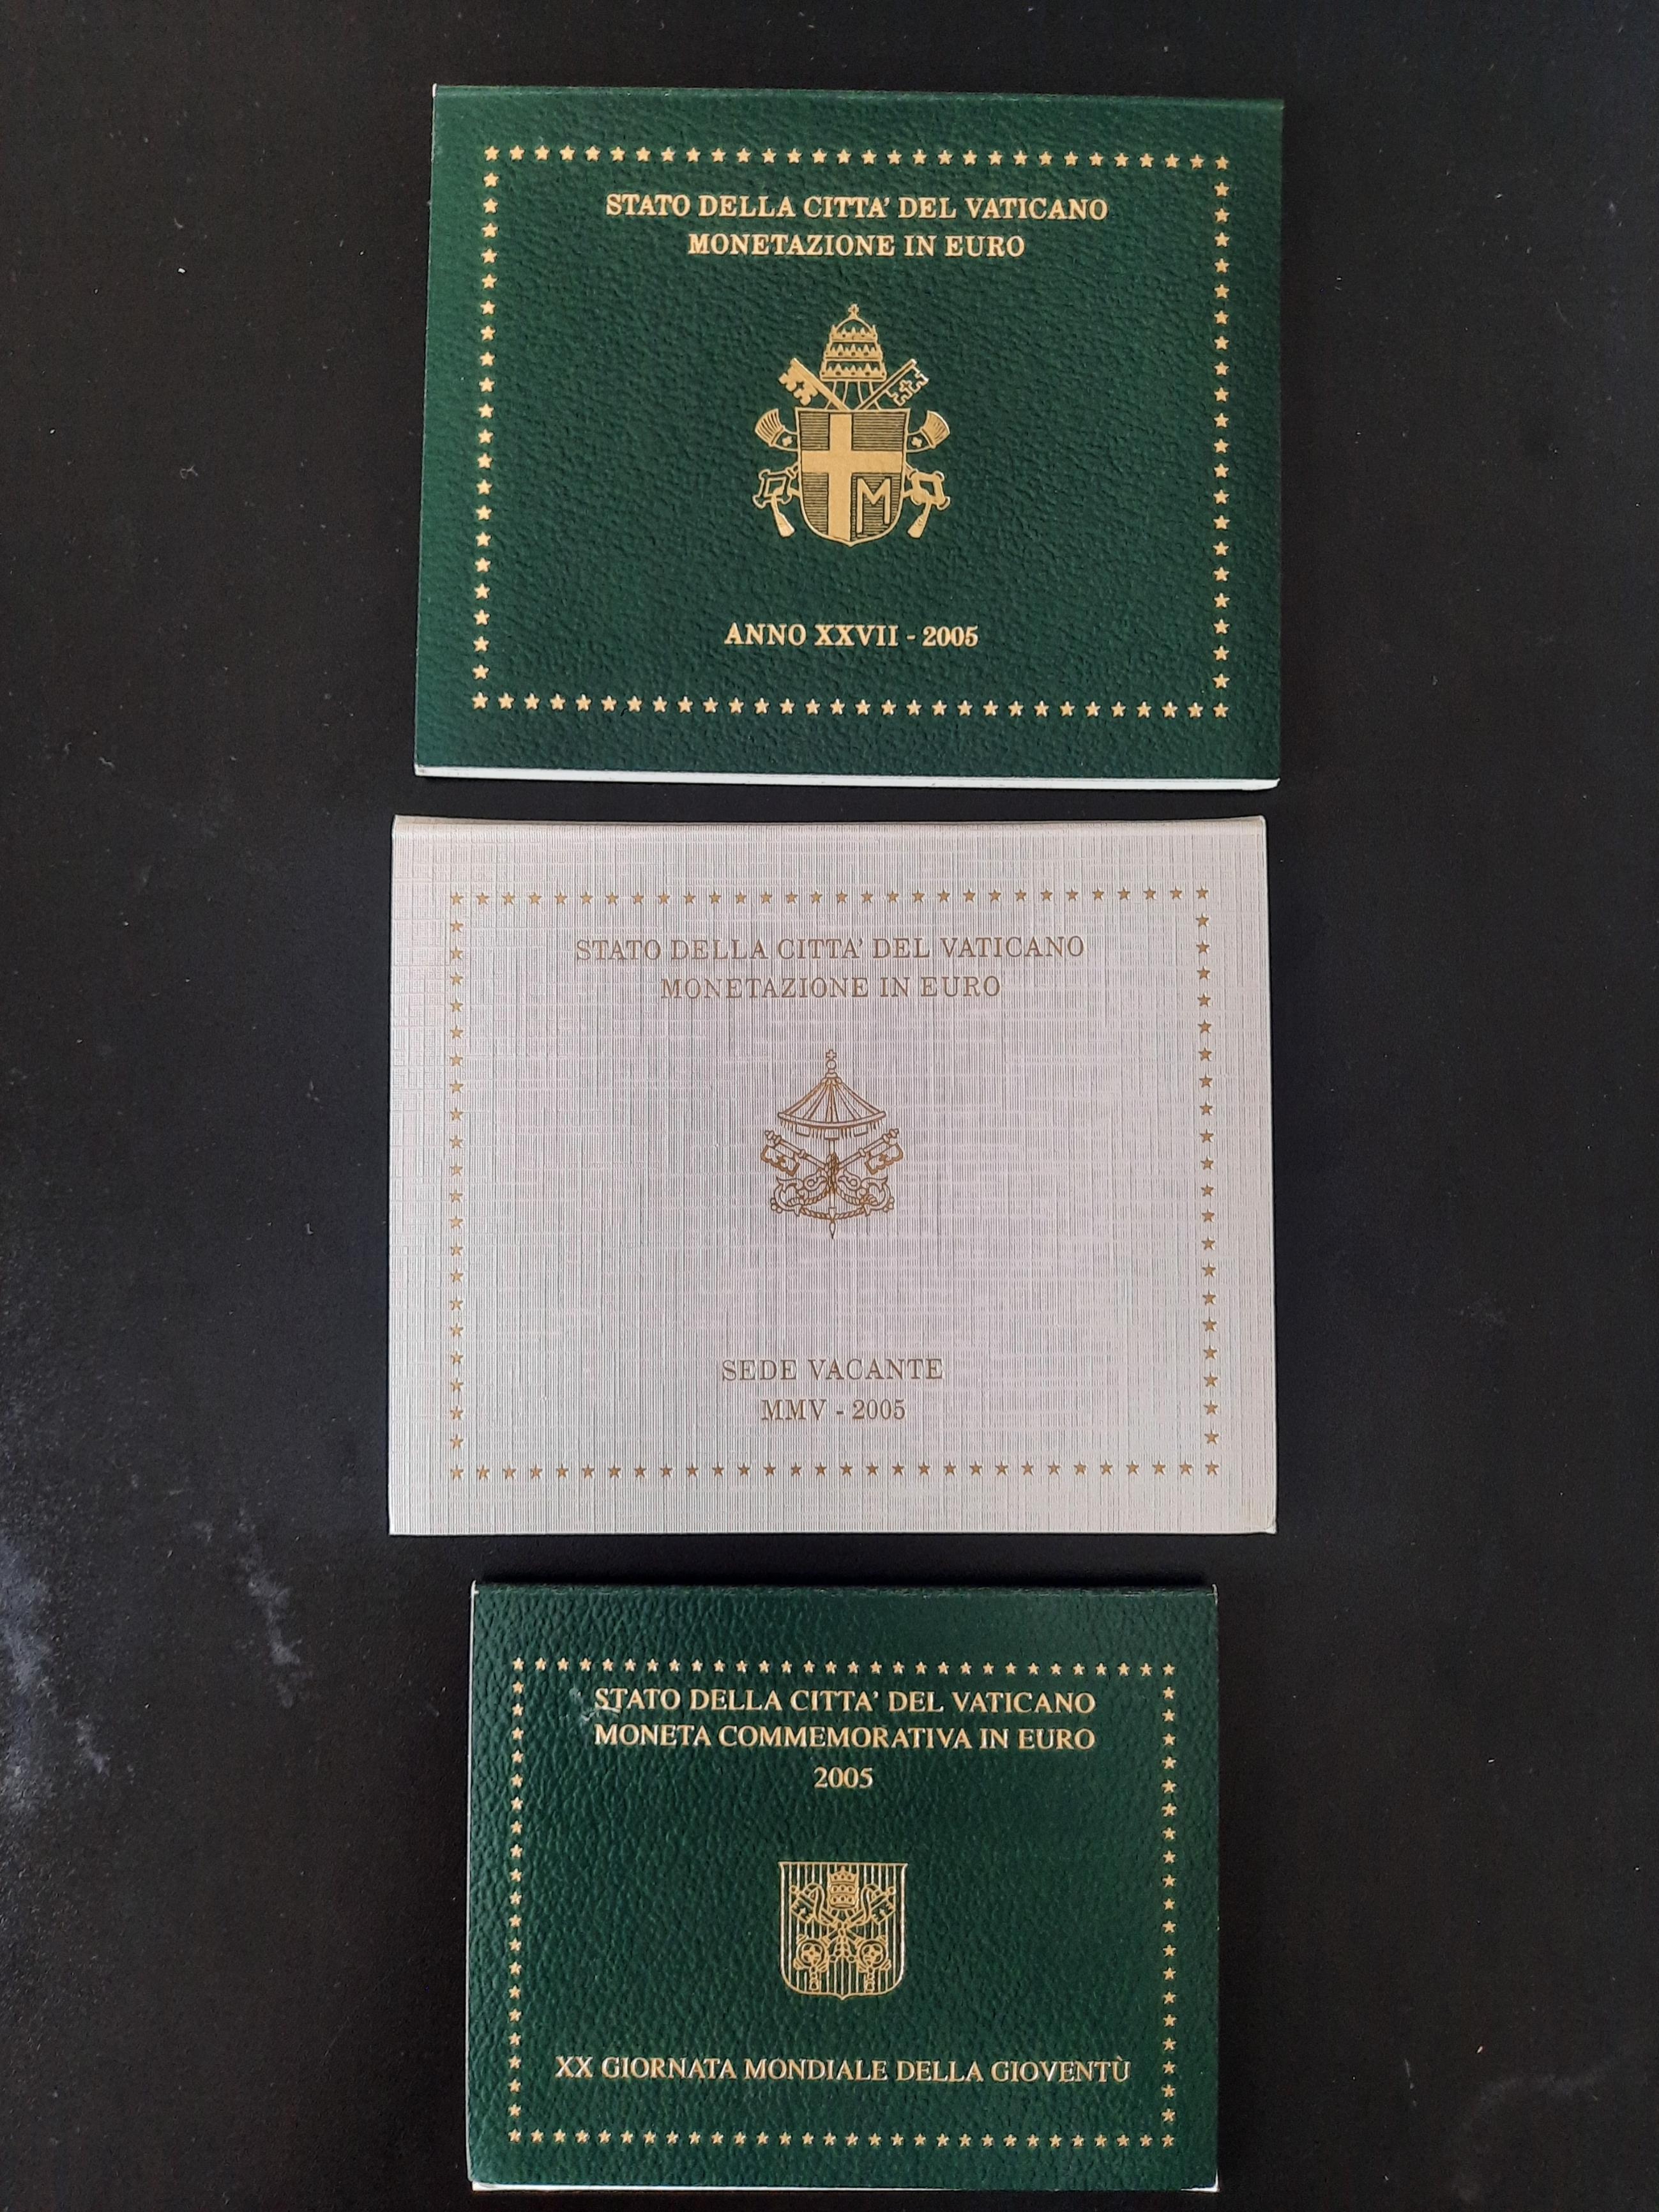 STATO DELLA CITTA' DEL VATICANO
MONETAZIONE IN EURO
M
ANNO XXVII - 2005
STATO DELLA CITTA' DEL VATICANO
MONETAZIONE IN EURO
SEDE VACANTE
MMV - 2005
STATO DELLA CITTA' DEL VATICANO
MONETA COMMEMORATIVA IN EURO
2005
XX GIORNATA MONDIALE DELLA GIOVENTÙ